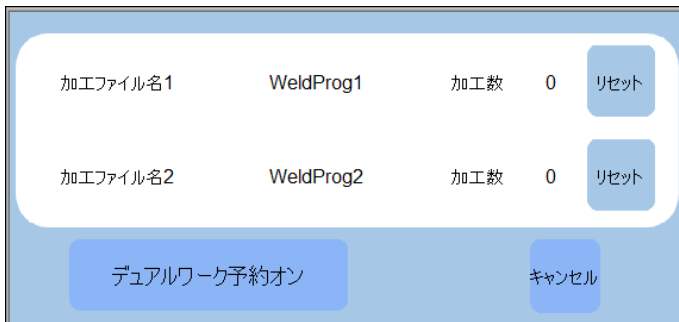 加工ファイル名1 WeldProg1 加工数 0 リセット
加工ファイル名2 WeldProg2 加工数 0 リセット
デュアルワーク予約オン キャンセル